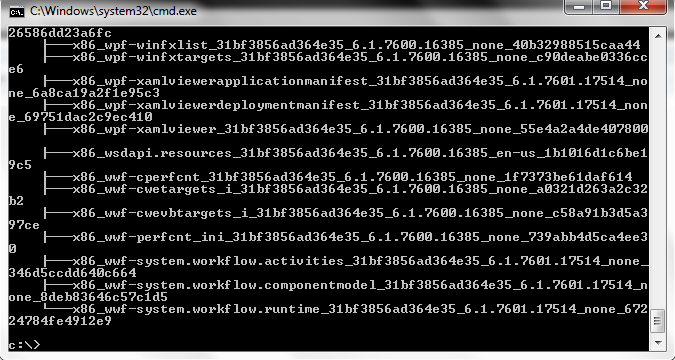 C:\Windows\system32\cmd.exe
26586dd23a6fc
├───x86_wpf-winfxlist_31bf3856ad364e35_6.1.7600.16385_none_40b32988515caa44
├───x86_wpf-winfxtargets_31bf3856ad364e35_6.1.7600.16385_none_c90deabe0336cc
e6
├───x86_wpf-xamlviewerapplicationmanifest_31bf3856ad364e35_6.1.7601.17514_no
ne_6a8ca19a2f1e95c3
├───x86_wpf-xamlviewerdeploymentmanifest_31bf3856ad364e35_6.1.7601.17514_non
e_69751dac2c9ec410
├───x86_wpf-xamlviewer_31bf3856ad364e35_6.1.7600.16385_none_55e4a2a4de407800
├───x86_wsdapi.resources_31bf3856ad364e35_6.1.7600.16385_en-us_1b1016d1c6be1
9c5
├───x86_wwf-cperfcnt_31bf3856ad364e35_6.1.7600.16385_none_1f7373be61daf614
├───x86_wwf-cwetargets_i_31bf3856ad364e35_6.1.7600.16385_none_a0321d263a2c32
b2
├───x86_wwf-cwevbtargets_i_31bf3856ad364e35_6.1.7600.16385_none_c58a91b3d5a3
97ce
├───x86_wwf-perfcnt_ini_31bf3856ad364e35_6.1.7600.16385_none_739abb4d5ca4ee3
0
├───x86_wwf-system.workflow.activities_31bf3856ad364e35_6.1.7601.17514_none_
346d5ccdd640c664
├───x86_wwf-system.workflow.componentmodel_31bf3856ad364e35_6.1.7601.17514_n
one_8deb83646c57c1d5
└───x86_wwf-system.workflow.runtime_31bf3856ad364e35_6.1.7601.17514_none_672
24784fe4912e9
c:\>